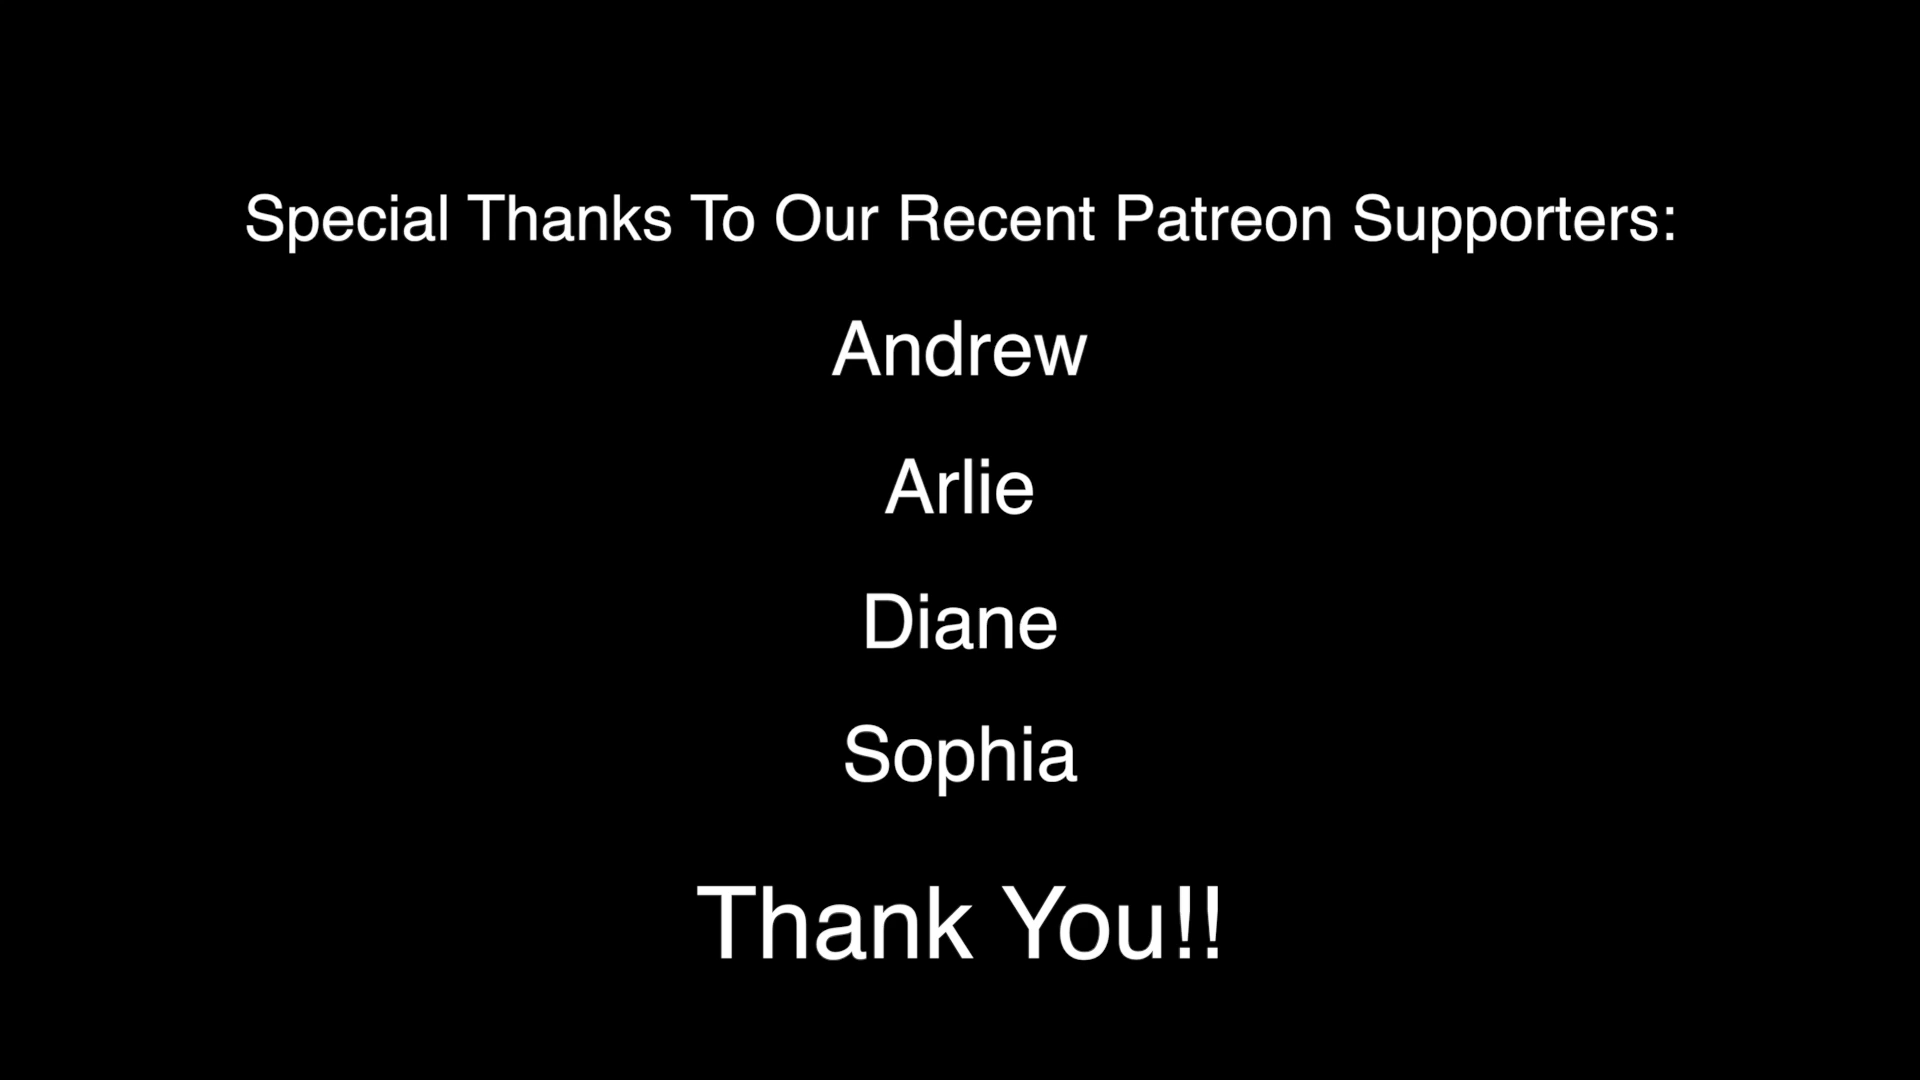 Special Thanks To Our Recent Patreon Supporters:
Andrew
Arlie
Diane
Sophia
Thank You!!